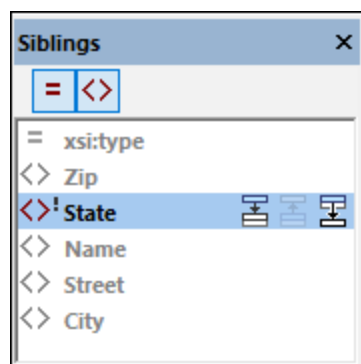 Siblings
= <>
= xsi:type
<> Zip
<>! State
<> Name
<> Street
<> City